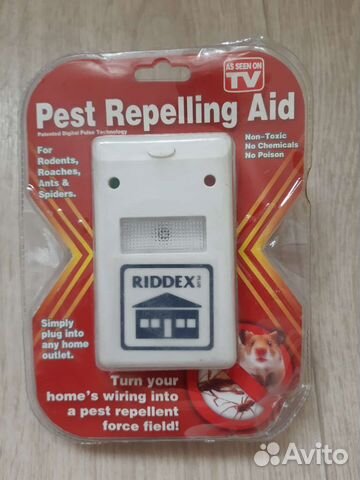 AS SEEN ON
TV
Pest Repelling Aid
Patented Digital Pulse Technology
For
Rodents,
Roaches,
Ants &
Spiders.
Non-Toxic
No Chemicals
No Poison
RIDDEX
Simply
plug into
any home
outlet.
Turn your
home's wiring into
a pest repellent
force field!
Avito